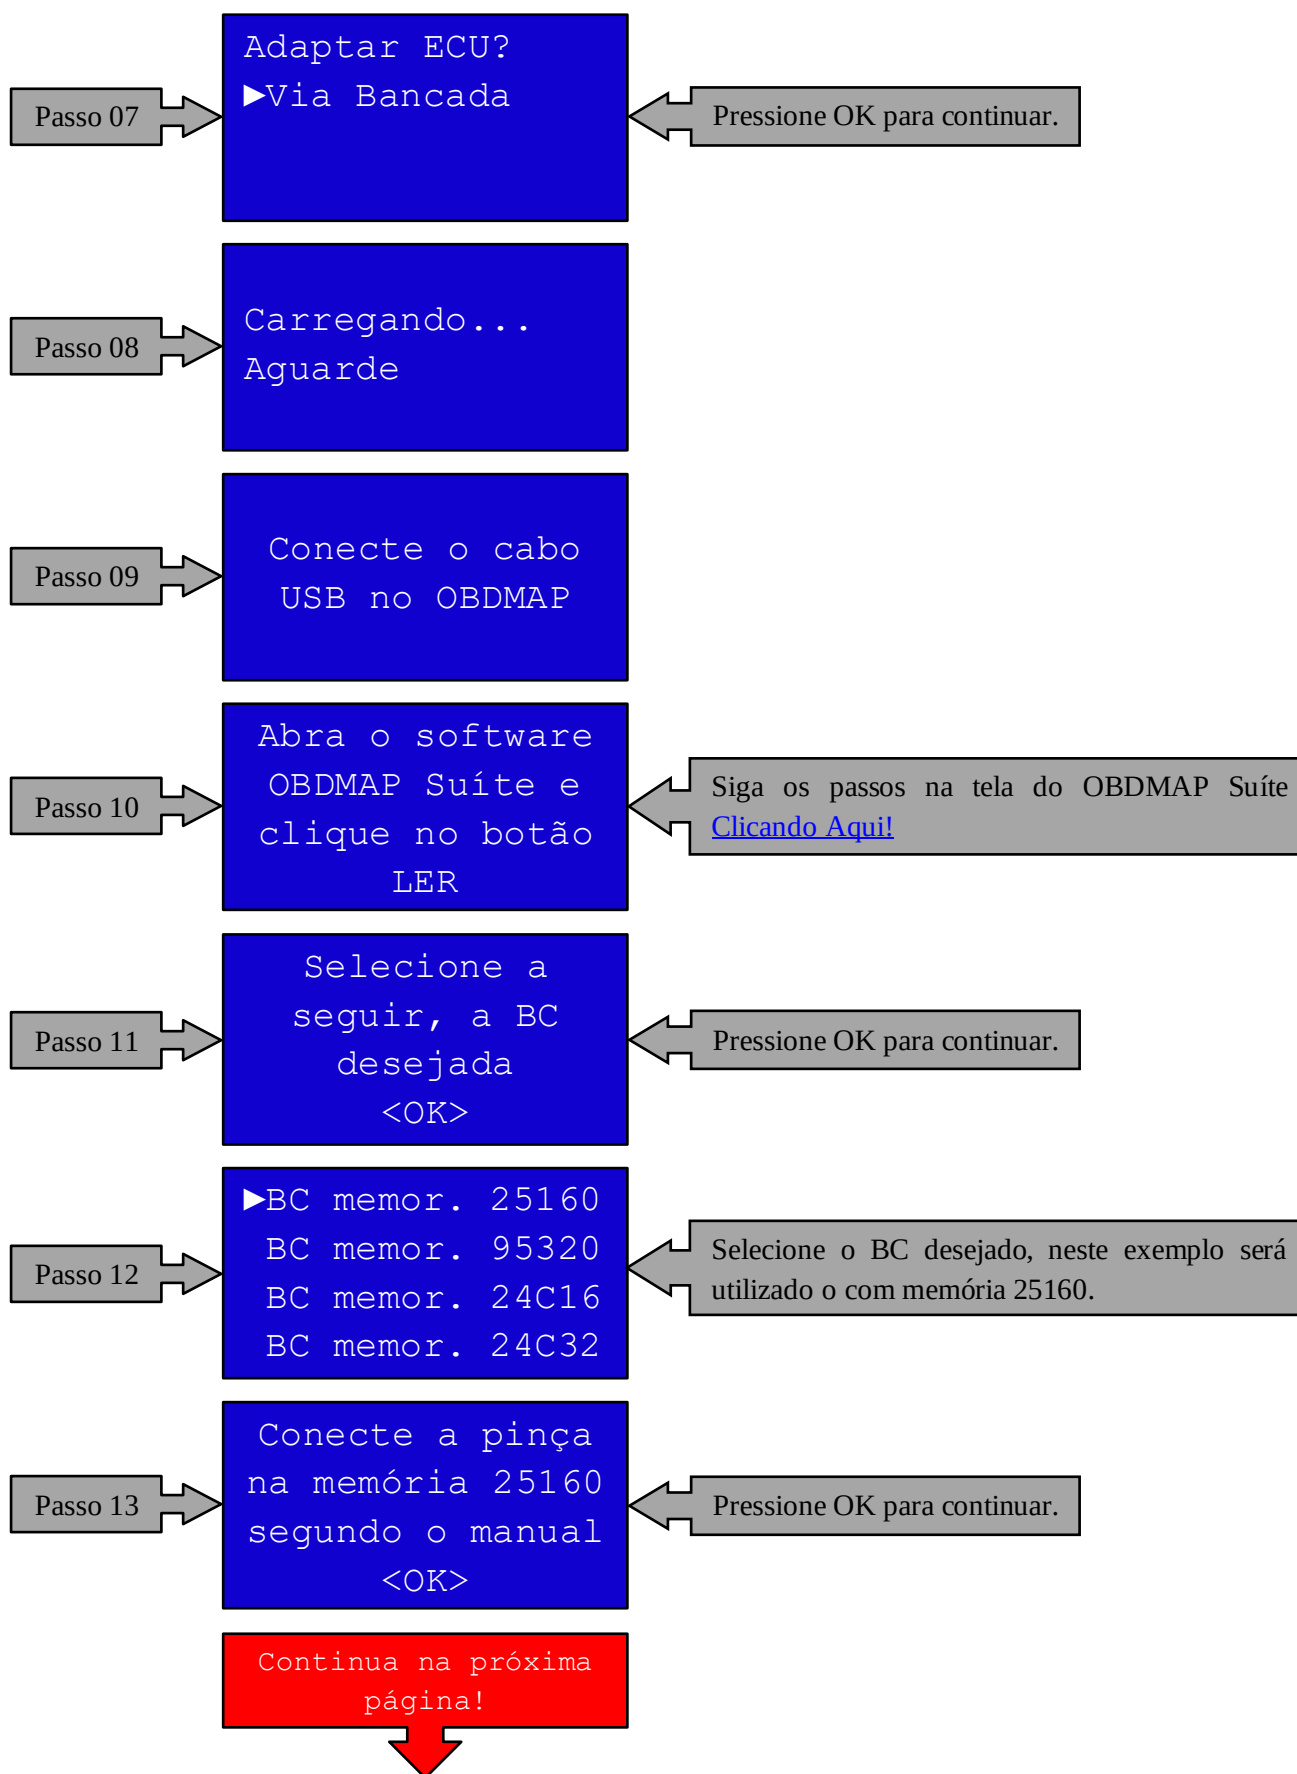 Adaptar ECU?
►Via Bancada
Passo 07
Pressione OK para continuar.
Carregando...
Aguarde
Passo 08
Conecte o cabo
USB no OBDMAP
Passo 09
Abra o software
OBDMAP Suíte e
clique no botão
LER
Passo 10
Siga os passos na tela do OBDMAP Suíte
Clicando Aqui!
Selecione a
seguir, a BC
desejada
<OK>
Passo 11
Pressione OK para continuar.
►BC memor. 25160
BC memor. 95320
BC memor. 24C16
BC memor. 24C32
Passo 12
Selecione o BC desejado, neste exemplo será
utilizado o com memória 25160.
Conecte a pinça
na memória 25160
segundo o manual
<OK>
Passo 13
Pressione OK para continuar.
Continua na próxima
página!